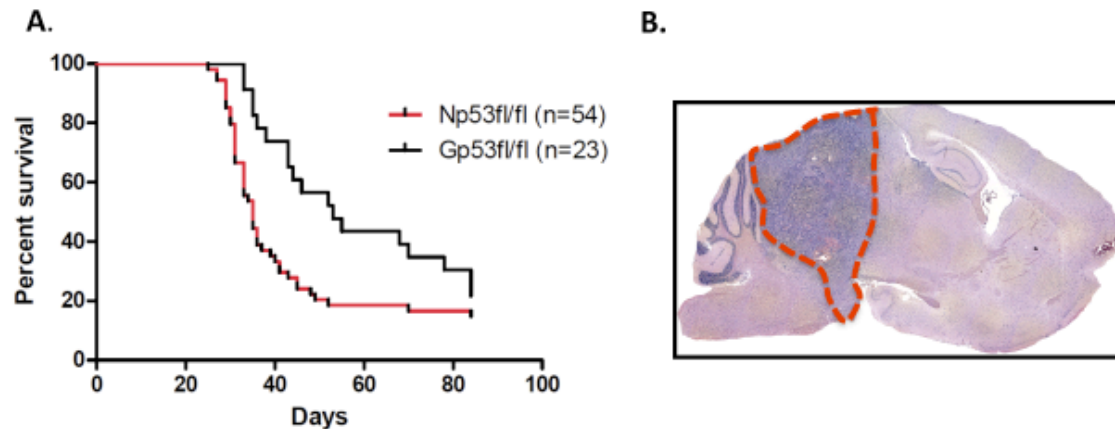 A.
B.
100
80
60
40
20
0
Percent survival
0 20 40 60 80 100
Days
Np53fl/fl (n=54)
Gp53fl/fl (n=23)